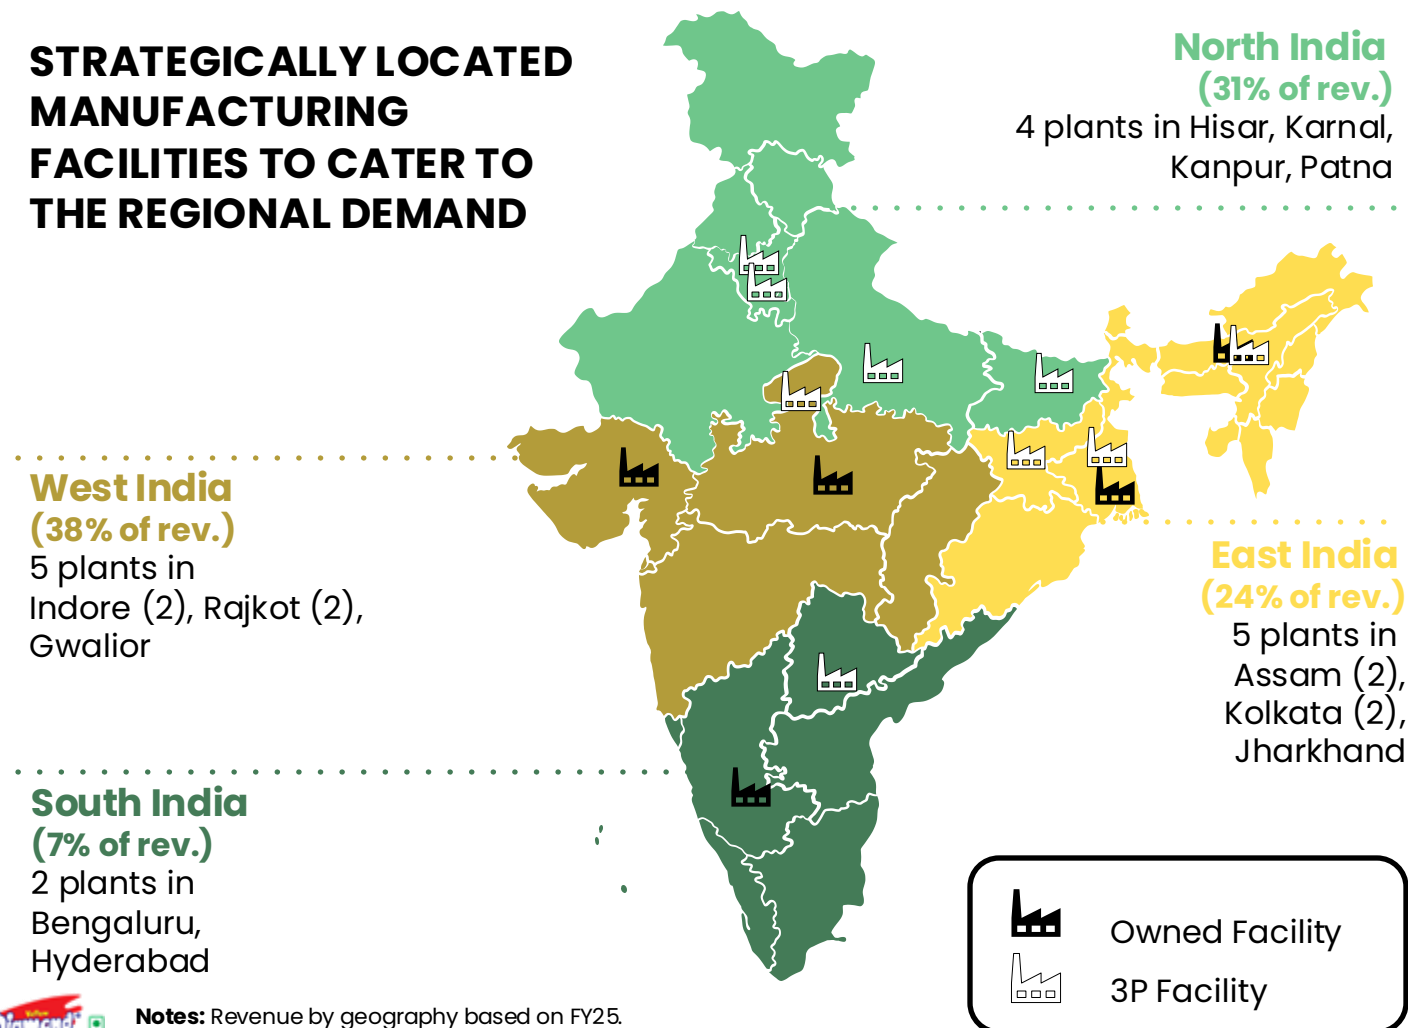 STRATEGICALLY LOCATED
MANUFACTURING
FACILITIES TO CATER TO
THE REGIONAL DEMAND
North India
(31% of rev.)
4 plants in Hisar, Karnal,
Kanpur, Patna
West India
(38% of rev.)
5 plants in
Indore (2), Rajkot (2),
Gwalior
East India
(24% of rev.)
5 plants in
Assam (2),
Kolkata (2),
Jharkhand
South India
(7% of rev.)
2 plants in
Bengaluru,
Hyderabad
Owned Facility
3P Facility
Notes: Revenue by geography based on FY25.